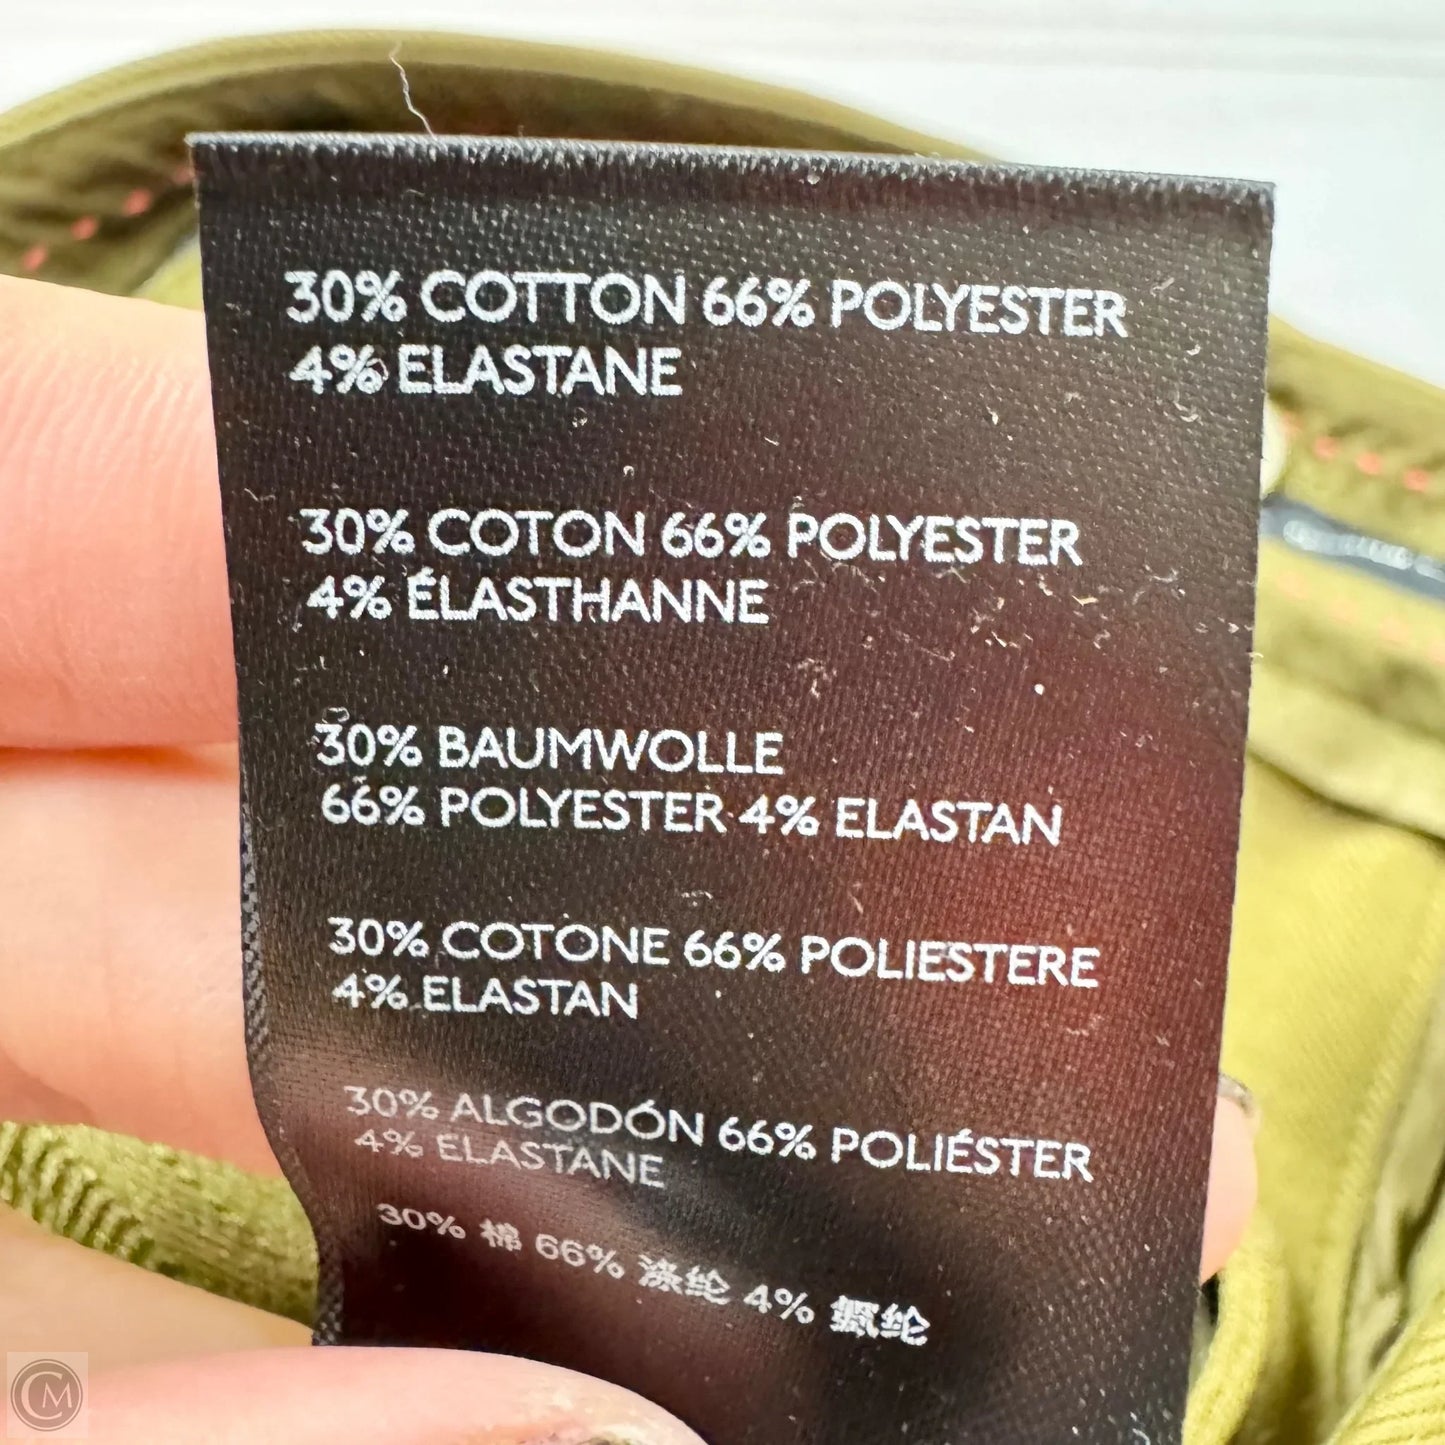 30% COTTON 66% POLYESTER
4% ELASTANE
30% COTON 66% POLYESTER
4% ÉLASTHANNE
30% BAUMWOLLE
66% POLYESTER 4% ELASTAN
30% COTONE 66% POLIESTERE
4% ELASTAN
30% ALGODÓN 66% POLIÉSTER
4% ELASTANE
30% 棉 66% 涤纶 4% 氨纶
CM